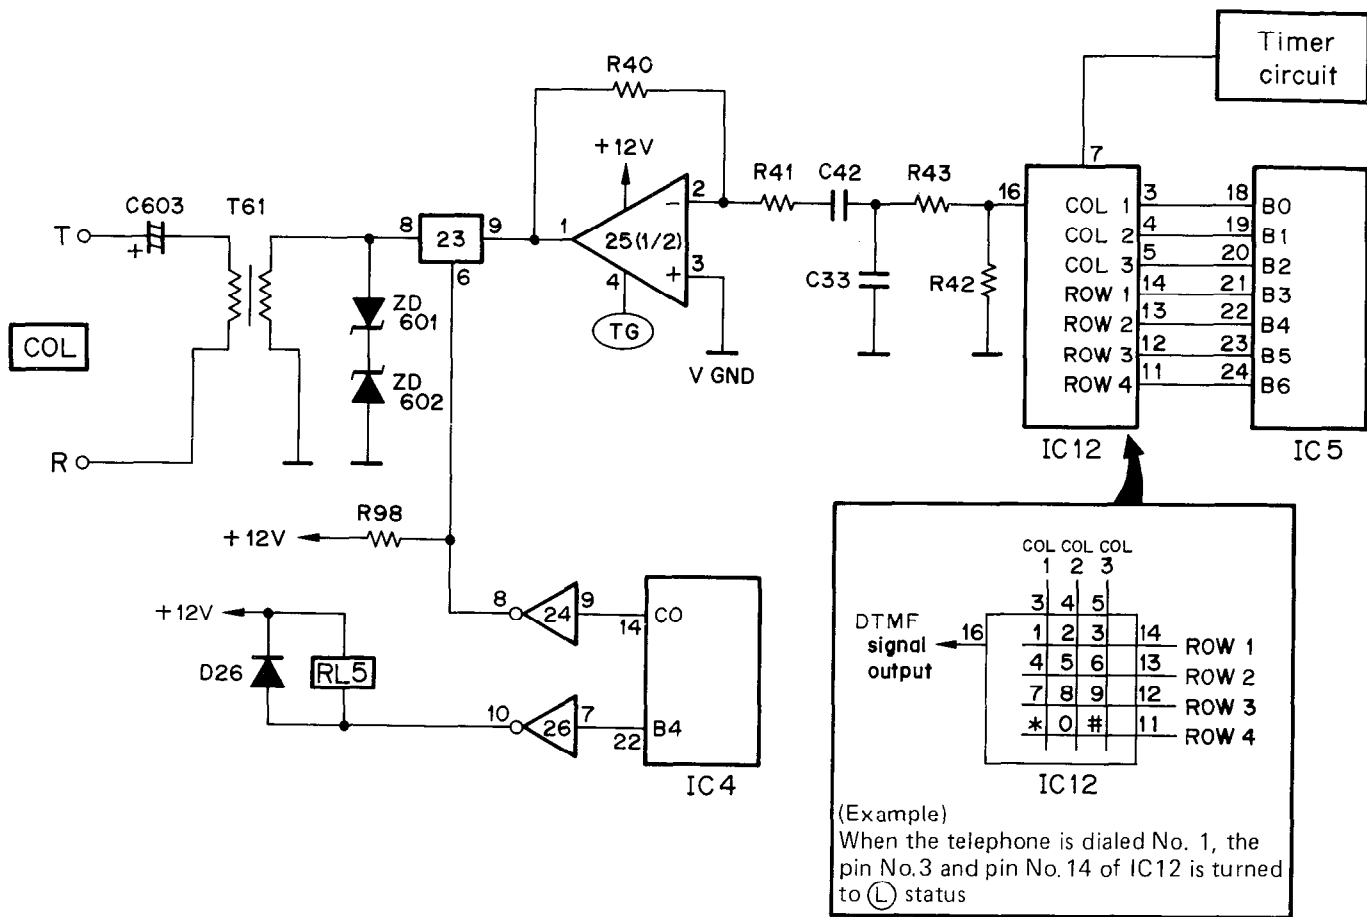 Timer
circuit
R40
+12V
7
R41 C42 R43
16
2
C603 T61
T
+
8 23 9
6
1
25(1/2)
−
+
3
4
TG
V GND
C33
R42
COL 1 3 18 B0
COL 2 4 19 B1
COL 3 5 20 B2
ROW 1 14 21 B3
ROW 2 13 22 B4
ROW 3 12 23 B5
ROW 4 11 24 B6
IC12
IC5
ZD
601
ZD
602
COL
R
R98
+12V
8 24 9
14 CO
+12V
D26
RL5
10 26 7
22 B4
IC4
COL COL COL
1 2 3
3 4 5
DTMF
signal
output
16
1 2 3 14 ROW 1
4 5 6 13 ROW 2
7 8 9 12 ROW 3
* 0 # 11 ROW 4
IC12
(Example)
When the telephone is dialed No. 1, the
pin No.3 and pin No.14 of IC12 is turned
to Ⓛ status